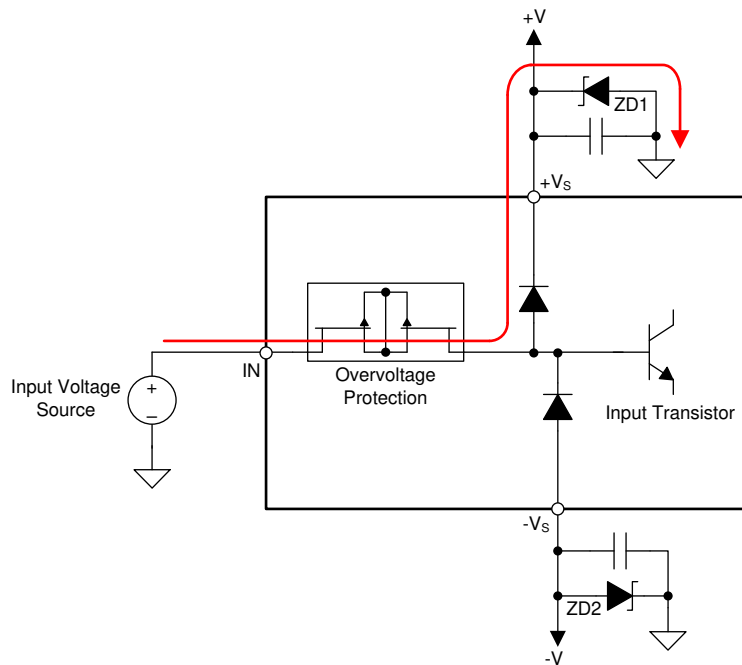 +V
ZD1
+VS
IN
Overvoltage
Protection
Input Voltage
Source
+
–
Input Transistor
-VS
ZD2
-V